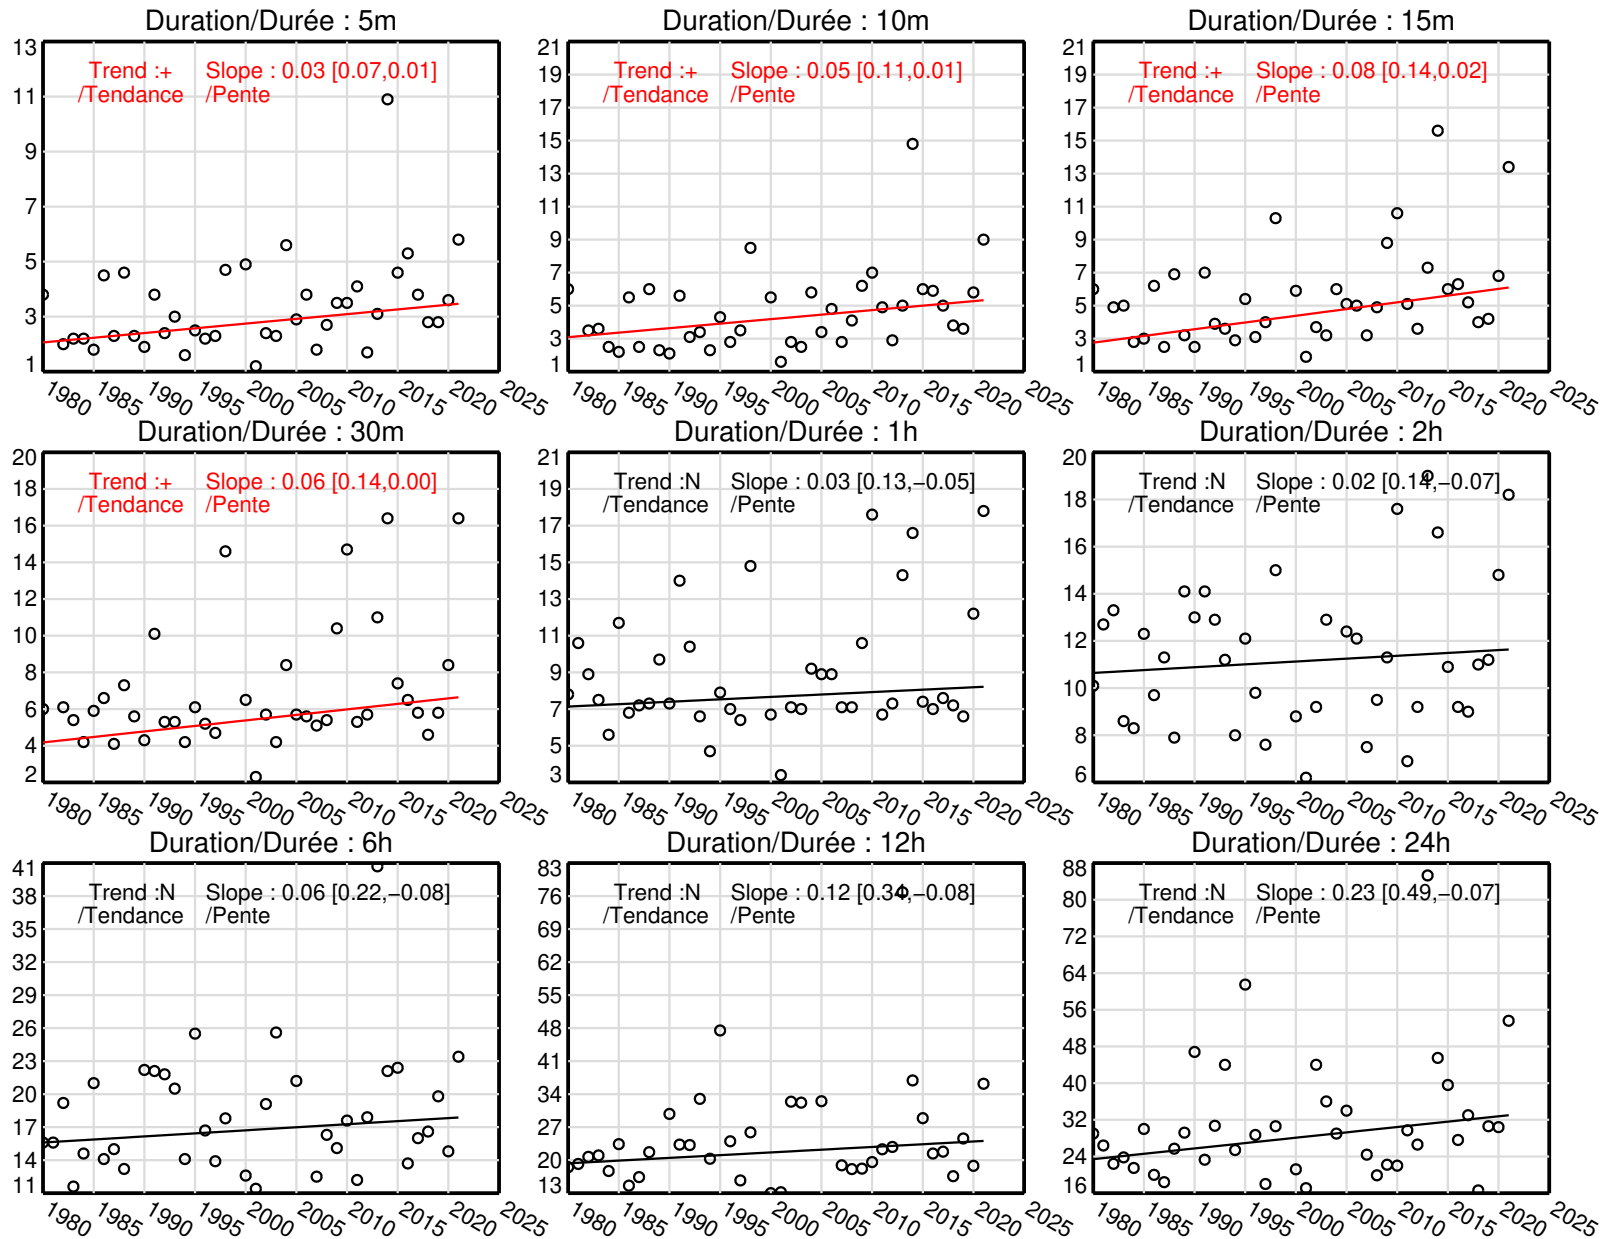 Duration/Durée : 5m
13
11
9
7
5
3
1
Trend :+ Slope : 0.03 [0.07,0.01]
/Tendance /Pente
1980 1985 1990 1995 2000 2005 2010 2015 2020 2025
Duration/Durée : 10m
21
19
17
15
13
11
9
7
5
3
1
Trend :+ Slope : 0.05 [0.11,0.01]
/Tendance /Pente
1980 1985 1990 1995 2000 2005 2010 2015 2020 2025
Duration/Durée : 15m
21
19
17
15
13
11
9
7
5
3
1
Trend :+ Slope : 0.08 [0.14,0.02]
/Tendance /Pente
1980 1985 1990 1995 2000 2005 2010 2015 2020 2025
Duration/Durée : 30m
20
18
16
14
12
10
8
6
4
2
Trend :+ Slope : 0.06 [0.14,0.00]
/Tendance /Pente
1980 1985 1990 1995 2000 2005 2010 2015 2020 2025
Duration/Durée : 1h
21
19
17
15
13
11
9
7
5
3
Trend :N Slope : 0.03 [0.13,−0.05]
/Tendance /Pente
1980 1985 1990 1995 2000 2005 2010 2015 2020 2025
Duration/Durée : 2h
20
18
16
14
12
10
8
6
Trend :N Slope : 0.02 [0.14,−0.07]
/Tendance /Pente
1980 1985 1990 1995 2000 2005 2010 2015 2020 2025
Duration/Durée : 6h
41
38
35
32
29
26
23
20
17
14
11
Trend :N Slope : 0.06 [0.22,−0.08]
/Tendance /Pente
1980 1985 1990 1995 2000 2005 2010 2015 2020 2025
Duration/Durée : 12h
83
76
69
62
55
48
41
34
27
20
13
Trend :N Slope : 0.12 [0.34,−0.08]
/Tendance /Pente
1980 1985 1990 1995 2000 2005 2010 2015 2020 2025
Duration/Durée : 24h
88
80
72
64
56
48
40
32
24
16
Trend :N Slope : 0.23 [0.49,−0.07]
/Tendance /Pente
1980 1985 1990 1995 2000 2005 2010 2015 2020 2025